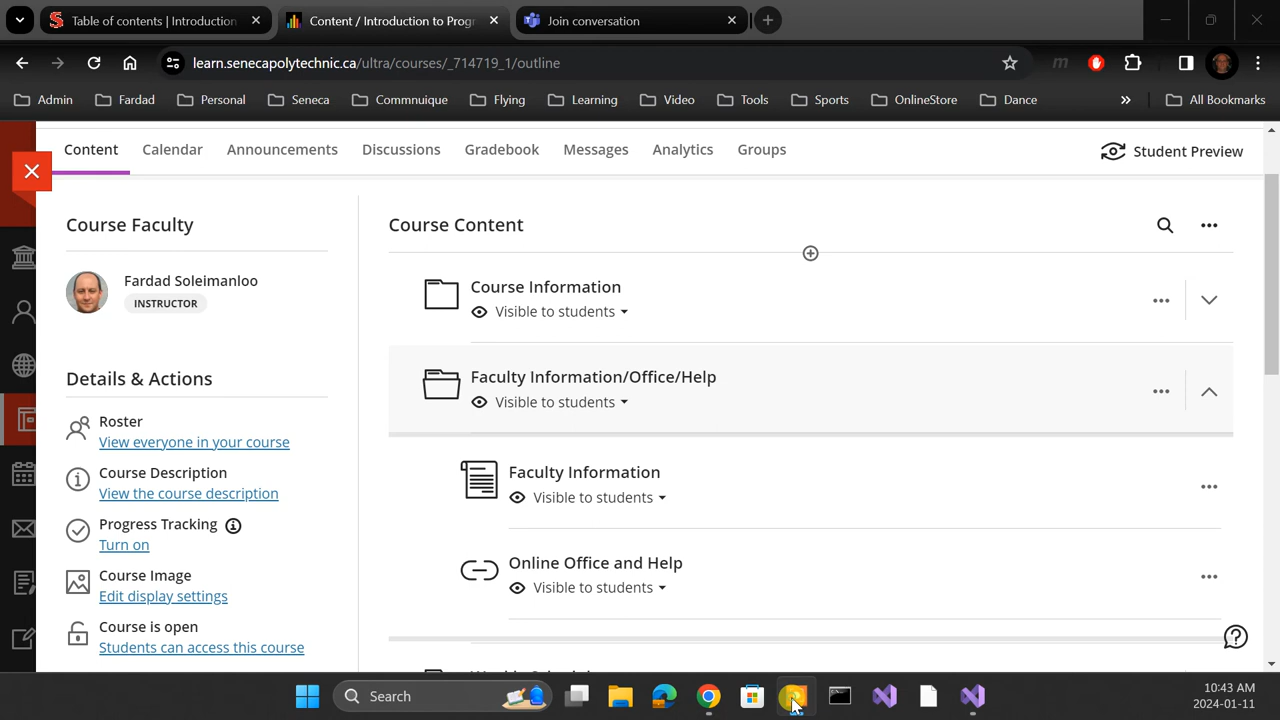 Table of contents | Introduction
Content / Introduction to Progr
Join conversation
learn.senecapolytechnic.ca/ultra/courses/_714719_1/outline
Admin
Fardad
Personal
Seneca
Commnuique
Flying
Learning
Video
Tools
Sports
OnlineStore
Dance
»
All Bookmarks
Content
Calendar
Announcements
Discussions
Gradebook
Messages
Analytics
Groups
Student Preview
Course Faculty
Fardad Soleimanloo
INSTRUCTOR
Details & Actions
Roster
View everyone in your course
Course Description
View the course description
Progress Tracking
Turn on
Course Image
Edit display settings
Course is open
Students can access this course
Course Content
Course Information
Visible to students
Faculty Information/Office/Help
Visible to students
Faculty Information
Visible to students
Online Office and Help
Visible to students
Search
10:43 AM
2024-01-11